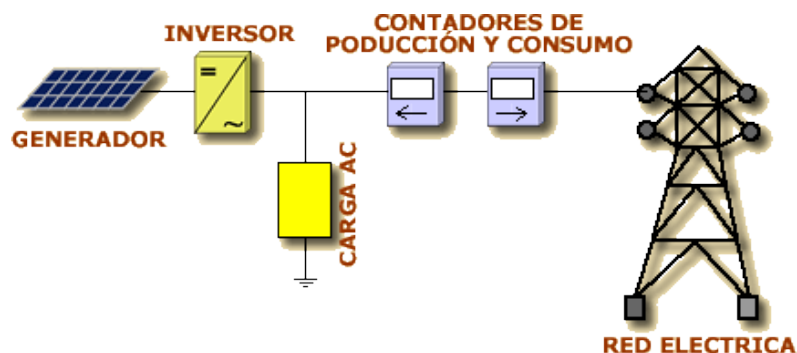 INVERSOR
CONTADORES DE
PODUCCIÓN Y CONSUMO
GENERADOR
CARGA AC
RED ELECTRICA